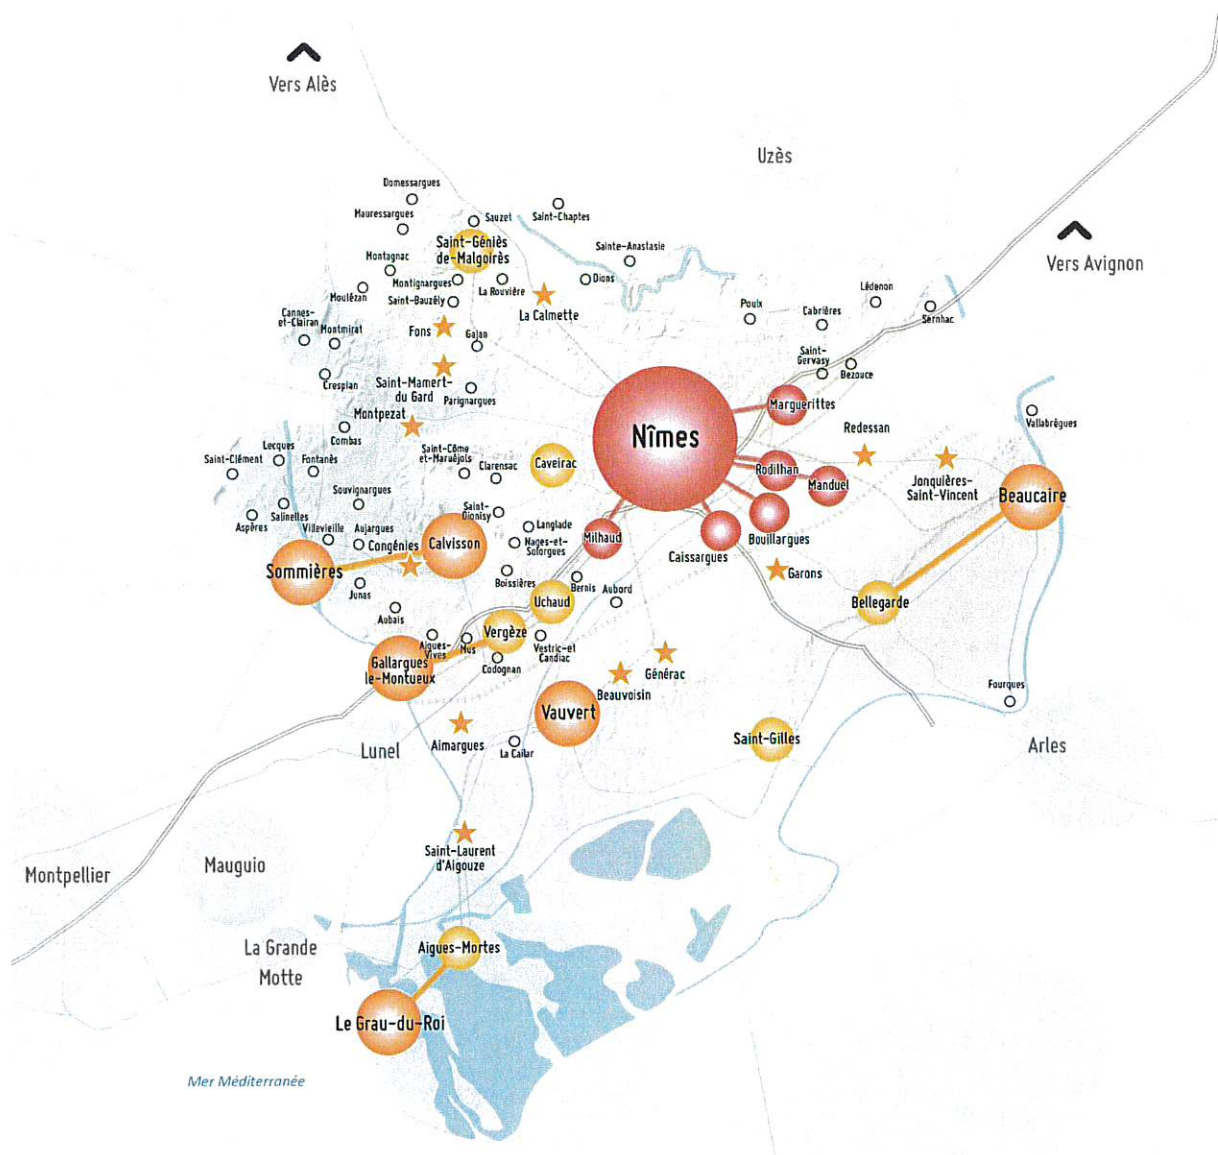 Vers Alès
Uzès
Domessargues
Mauressargues
Sauzet
Saint-Chaptes
Saint-Géniès
de-Malgoirès
Sainte-Anastasie
Vers Avignon
Montagnac
Montignargues
La Rouvière
Dions
Moulézan
Saint-Bauzély
La Calmette
Lédenon
Poulx
Cabrières
Sernhac
Cannes-
et-Clairan
Montmirat
Fons
Gajan
Saint-
Gervasy
Bezouce
Crespian
Saint-Mamert-
du Gard
Parignargues
Marguerittes
Montpezat
Nîmes
Redessan
Vallabrègues
Combas
Lecques
Saint-Clément
Fontanès
Saint-Côme
et-Maruéjols
Clarensac
Caveirac
Rodilhan
Manduel
Jonquières-
Saint-Vincent
Beaucaire
Souvignargues
Salinelles
Aspères
Villevieille
Aujargues
Saint-
Dionisy
Langlade
Nages-et-
Solorgues
Milhaud
Caissargues
Bouillargues
Congénies
Calvisson
Sommières
Junas
Boissières
Bernis
Aubord
Garons
Uchaud
Bellegarde
Aubais
Aigues-
Vives
Mus
Vergèze
Codognan
Vestric-et
Candiac
Gallargues
le-Montueux
Générac
Beauvoisin
Fourques
Vauvert
Saint-Gilles
Lunel
Aimargues
La Cailar
Arles
Saint-Laurent
d'Aigouze
Mauguio
Montpellier
La Grande
Motte
Aigues-Mortes
Le Grau-du-Roi
Mer Méditerranée